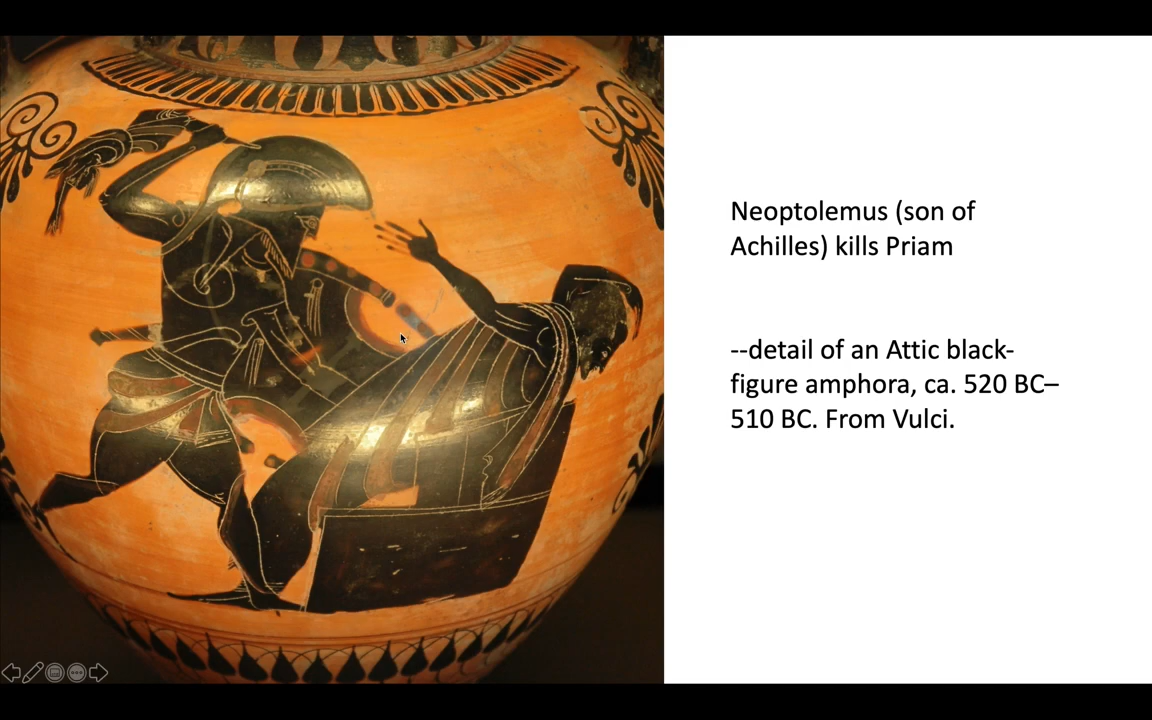 Neoptolemus (son of
Achilles) kills Priam
--detail of an Attic black-
figure amphora, ca. 520 BC–
510 BC. From Vulci.